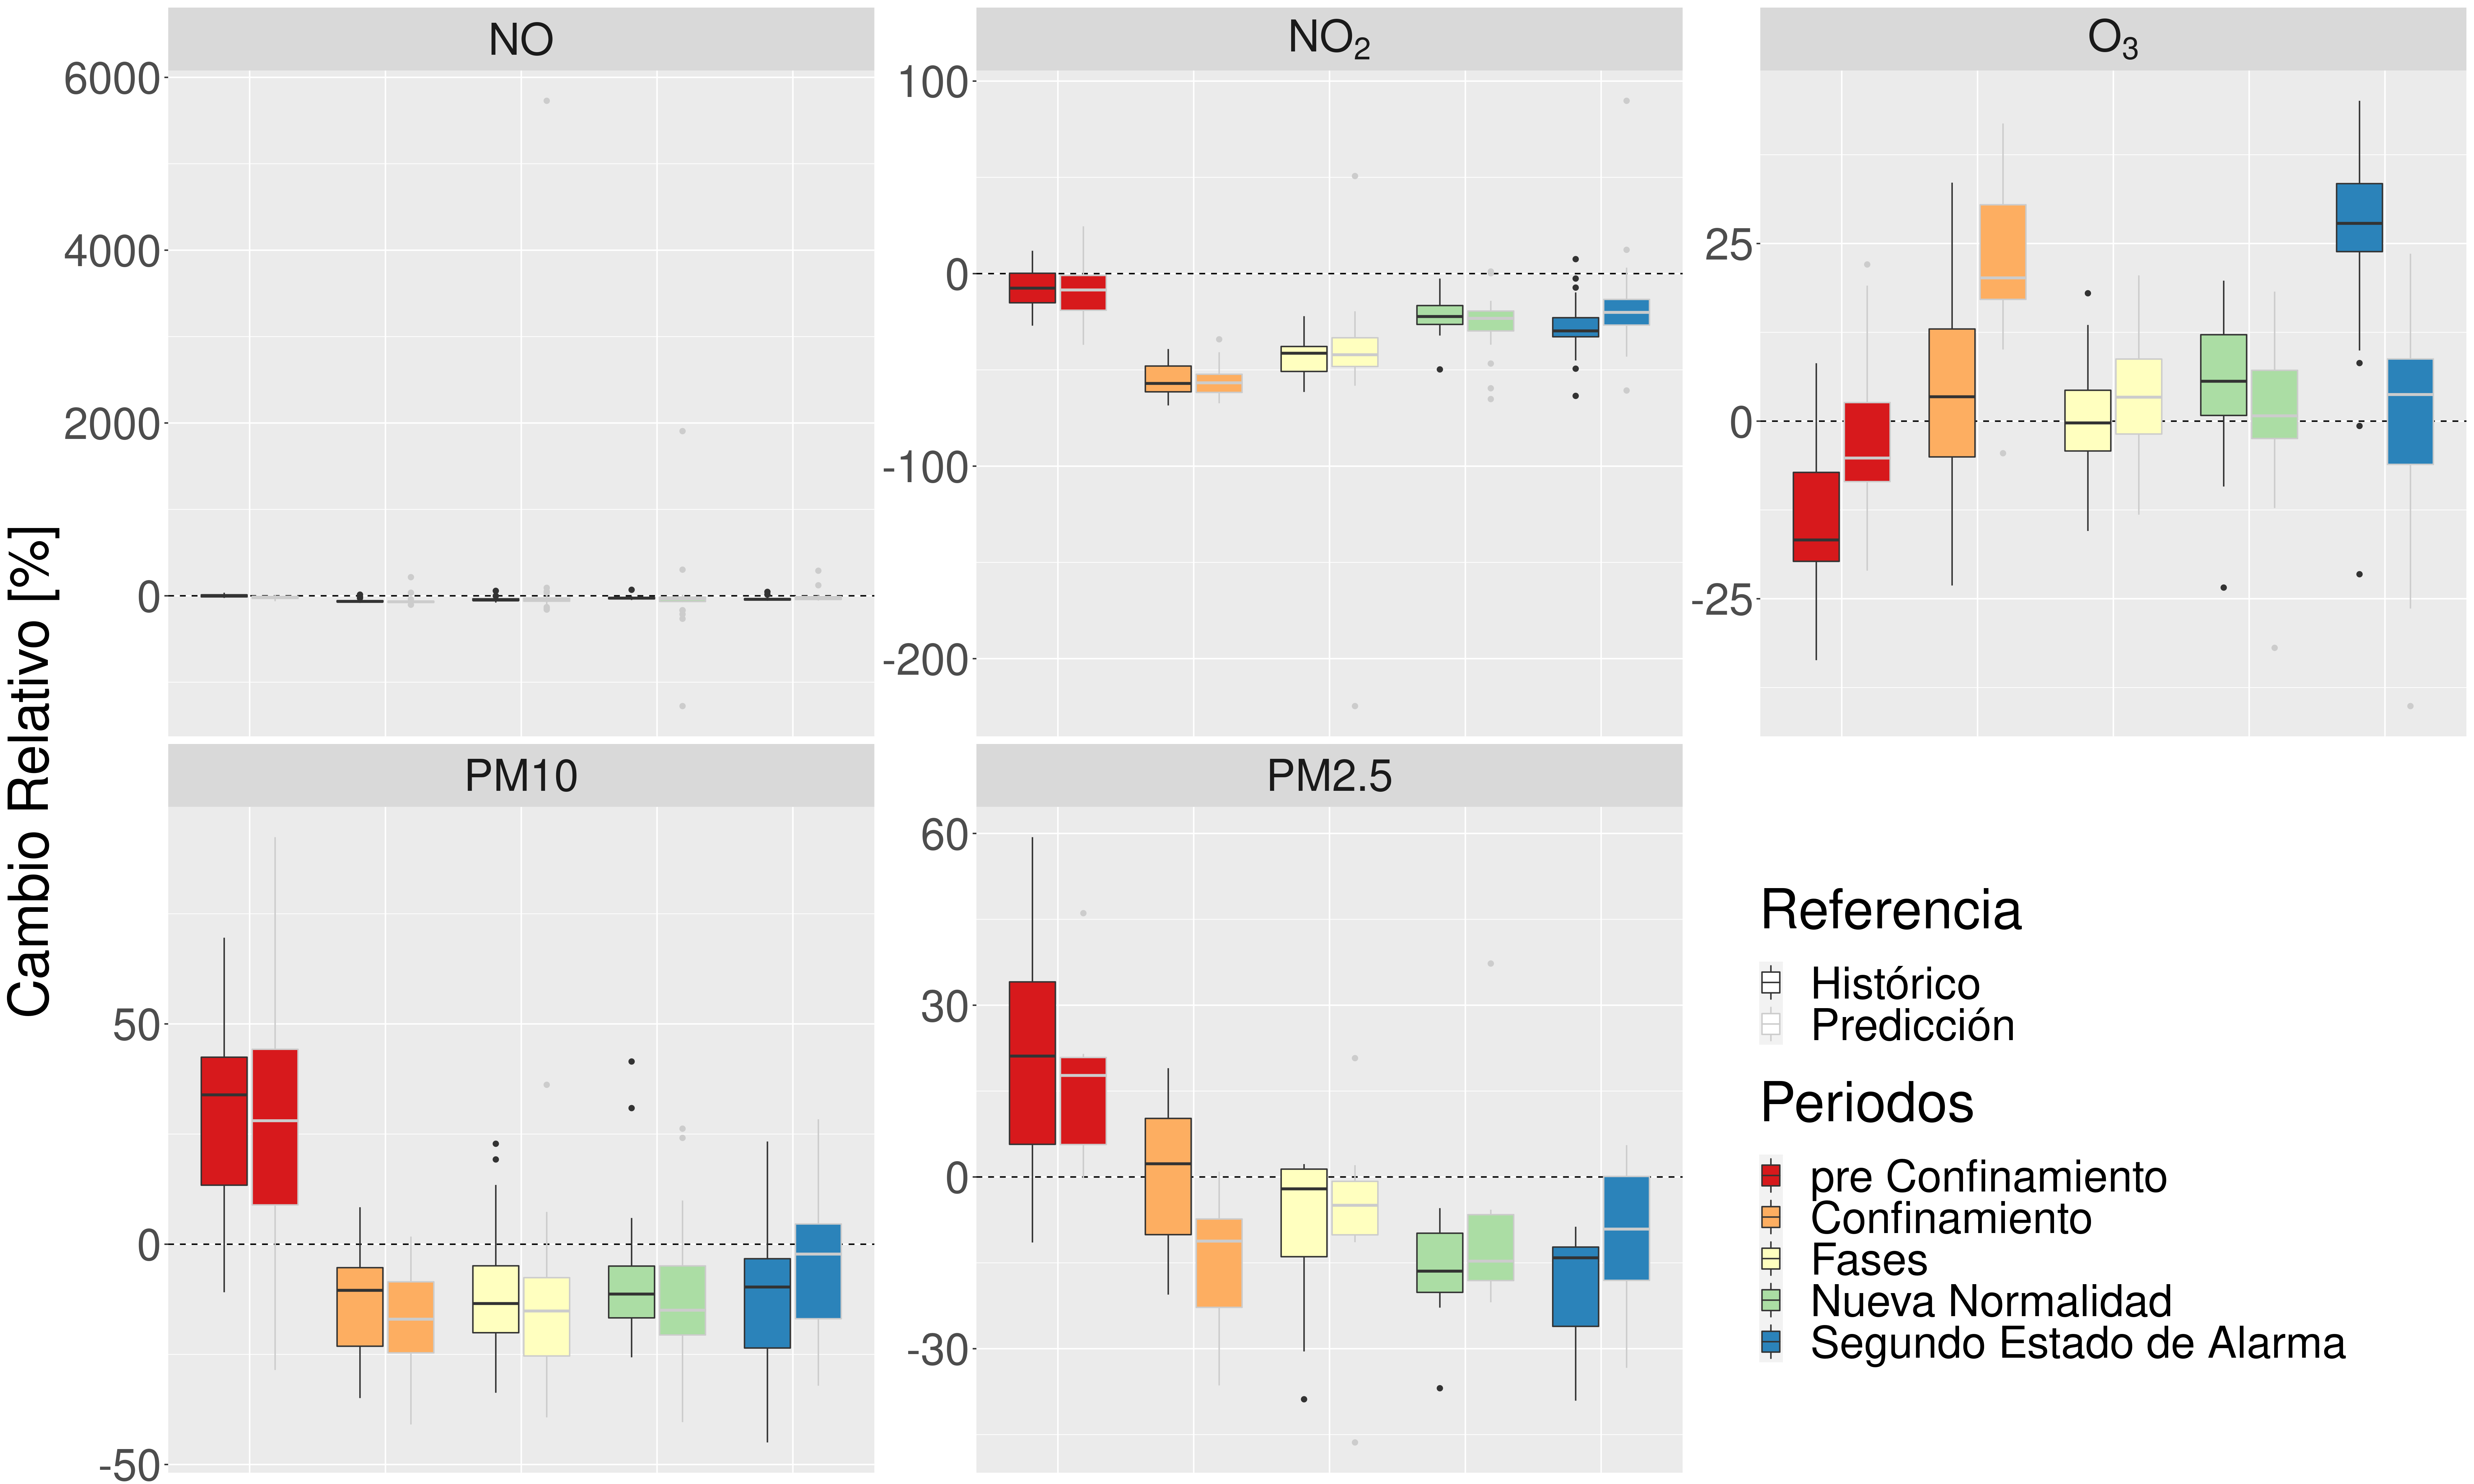 Cambio Relativo [%]
NO
6000
4000
2000
0
NO₂
100
0
-100
-200
O₃
25
0
-25
PM10
50
0
-50
PM2.5
60
30
0
-30
Referencia
Histórico
Predicción
Periodos
pre Confinamiento
Confinamiento
Fases
Nueva Normalidad
Segundo Estado de Alarma